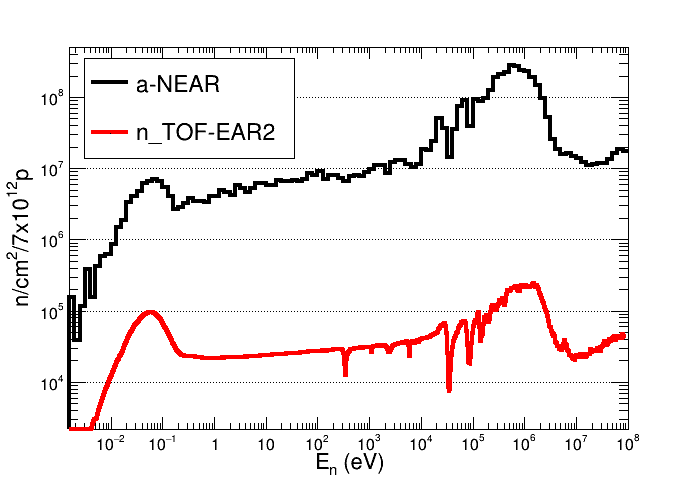 a-NEAR
n_TOF-EAR2
10⁸
10⁷
10⁶
10⁵
10⁴
n/cm²/7x10¹²p
10⁻² 10⁻¹ 1 10 10² 10³ 10⁴ 10⁵ 10⁶ 10⁷ 10⁸
Eₙ (eV)